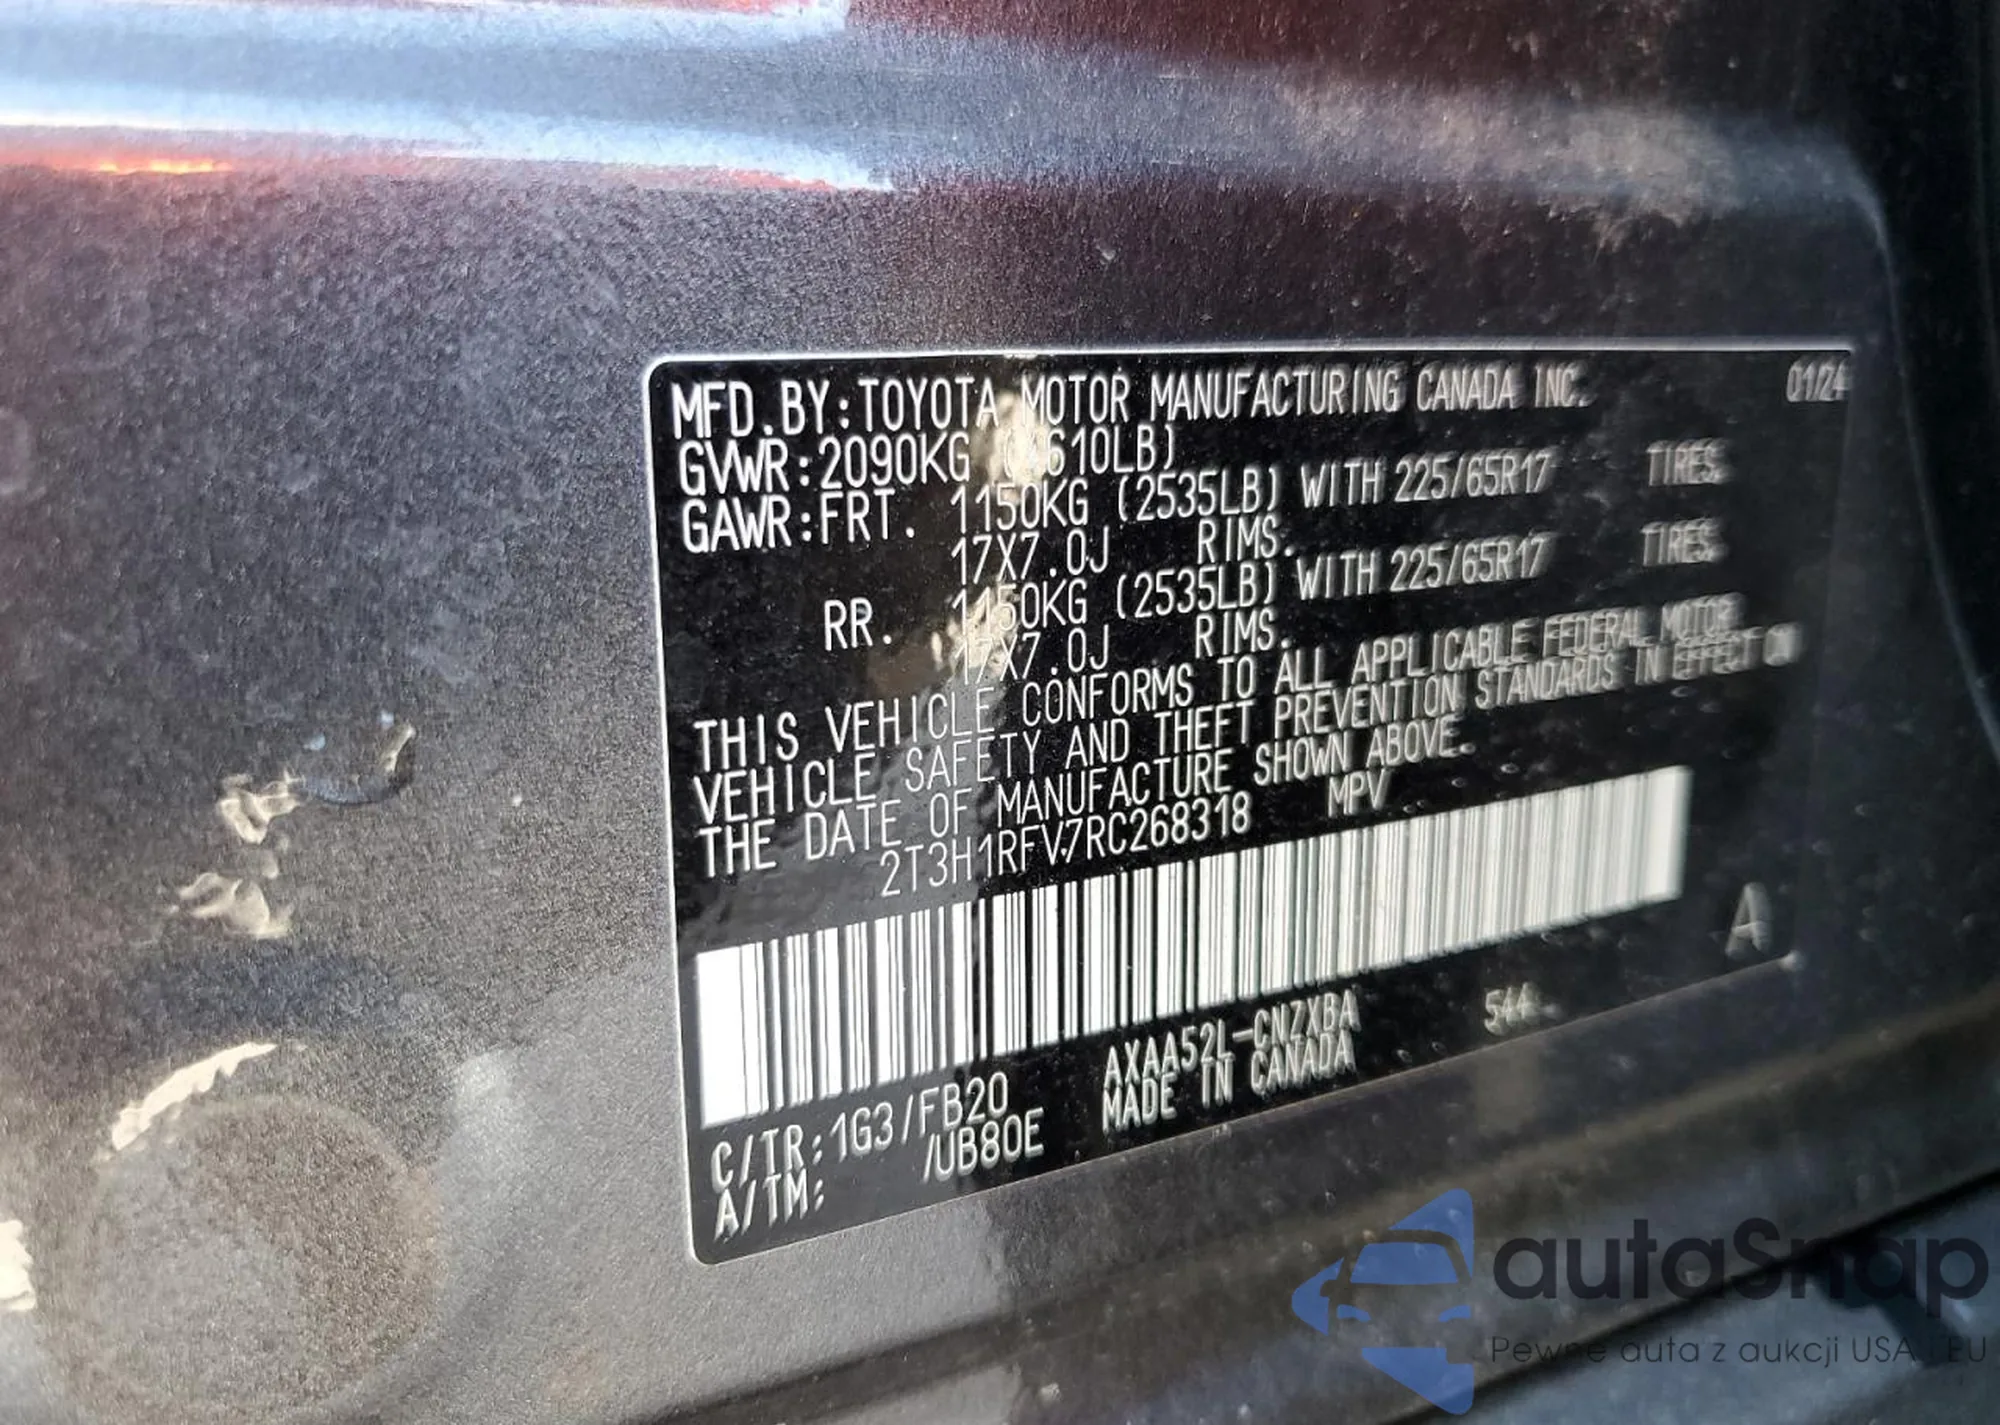 MFD.BY:TOYOTA MOTOR MANUFACTURING CANADA INC. 01/24
GVWR:2090KG (4610LB)
GAWR:FRT. 1150KG (2535LB) WITH 225/65R17 TIRES
17X7.0J RIMS.
RR. 1150KG (2535LB) WITH 225/65R17 TIRES
17X7.0J RIMS.
THIS VEHICLE CONFORMS TO ALL APPLICABLE FEDERAL MOTOR
VEHICLE SAFETY AND THEFT PREVENTION STANDARDS IN EFFECT ON
THE DATE OF MANUFACTURE SHOWN ABOVE.
2T3H1RFV7RC268318 MPV
A
C/TR:1G3/FB20 AXAA52L-CNZXBA 544
A/TM: /UB80E MADE IN CANADA
autaSnap
Pewne auta z aukcji USA i EU